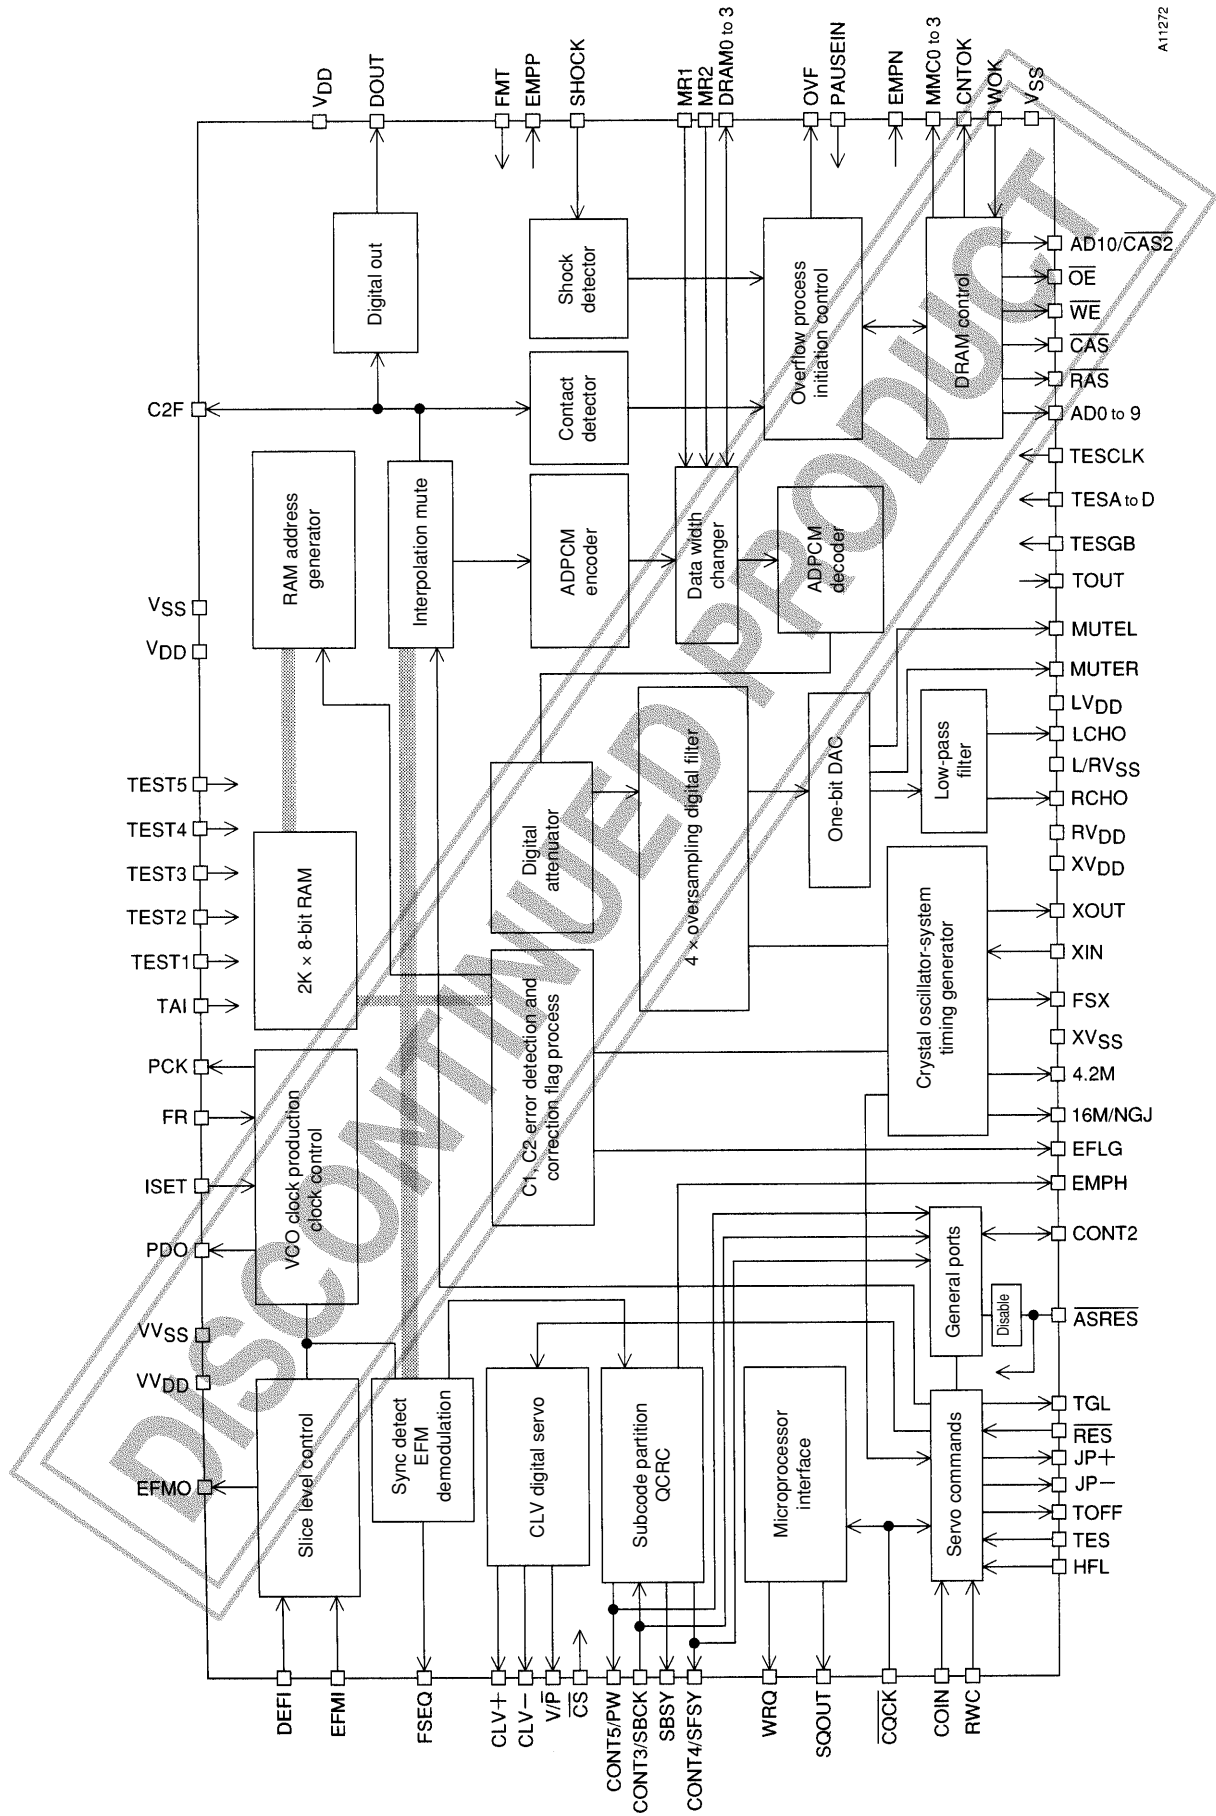 A11272
VDD
DOUT
FMT
EMPP
SHOCK
MR1
MR2
DRAM0 to 3
OVF
PAUSEIN
EMPN
MMC0 to 3
CNTOK
WOK
VSS
C2F
VSS
VDD
TEST5
TEST4
TEST3
TEST2
TEST1
TAI
PCK
FR
ISET
PDO
VVSS
VVDD
EFMO
Digital out
Shock
detector
Contact
detector
Overflow process
initiation control
DRAM control
RAM address
generator
Interpolation mute
ADPCM
encoder
Data width
changer
ADPCM
decoder
2K × 8-bit RAM
Digital
attenuator
4 × oversampling digital filter
One-bit DAC
Low-pass
filter
VCO clock production
clock control
C1, C2 error detection and
correction flag process
Crystal oscillator-system
timing generator
Slice level control
Sync detect
EFM
demodulation
CLV digital servo
Subcode partition
QCRC
Microprocessor
interface
General ports
Disable
Servo commands
AD10/CAS2
OE
WE
CAS
RAS
AD0 to 9
TESCLK
TESA to D
TESGB
TOUT
MUTEL
MUTER
LVDD
LCHO
L/RVSS
RCHO
RVDD
XVDD
XOUT
XIN
FSX
XVSS
4.2M
16M/NGJ
EFLG
EMPH
CONT2
ASRES
TGL
RES
JP+
JP−
TOFF
TES
HFL
DEFI
EFMI
FSEQ
CLV+
CLV−
V/P
CS
CONT5/PW
CONT3/SBCK
SBSY
CONT4/SFSY
WRQ
SQOUT
CQCK
COIN
RWC
DISCONTINUED PRODUCT